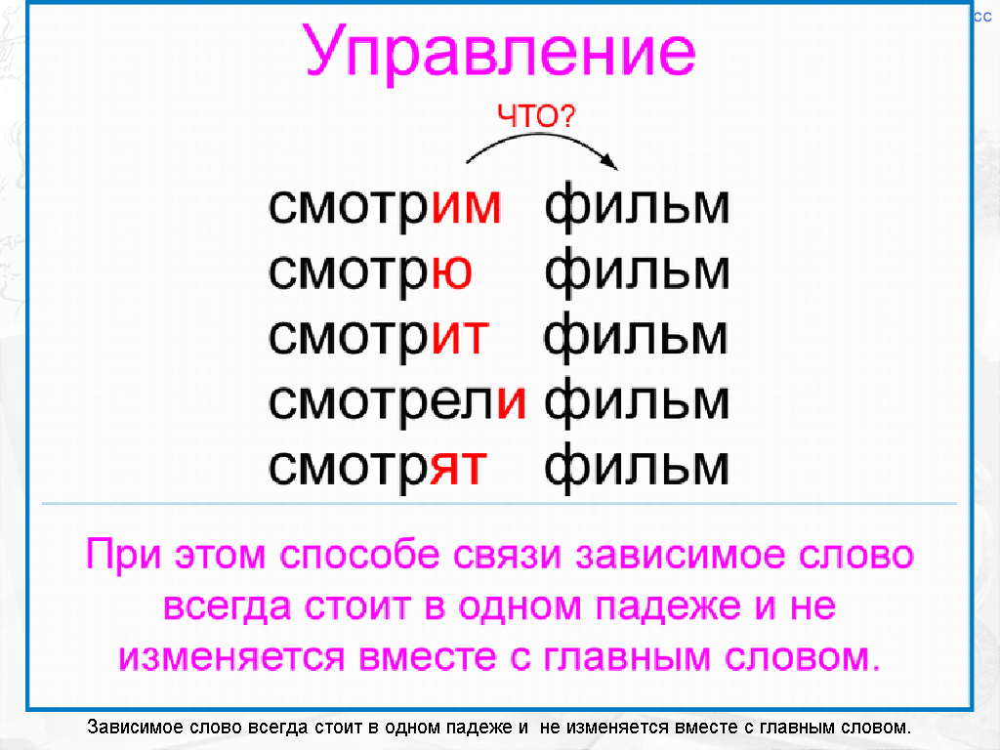 сс
Управление
ЧТО?
смотрим фильм
смотрю фильм
смотрит фильм
смотрели фильм
смотрят фильм
При этом способе связи зависимое слово
всегда стоит в одном падеже и не
изменяется вместе с главным словом.
Зависимое слово всегда стоит в одном падеже и не изменяется вместе с главным словом.